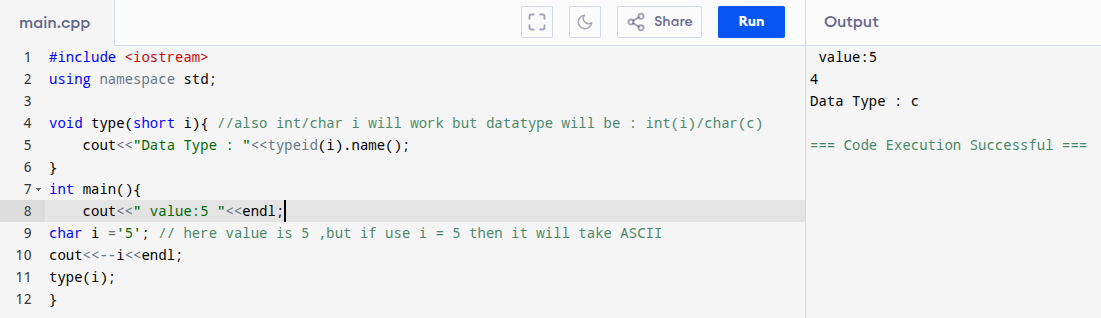 main.cpp
Share
Run
Output
1 #include <iostream>
2 using namespace std;
3
4 void type(short i){ //also int/char i will work but datatype will be : int(i)/char(c)
5 cout<<"Data Type : "<<typeid(i).name();
6 }
7 int main(){
8 cout<<" value:5 "<<endl;
9 char i ='5'; // here value is 5 ,but if use i = 5 then it will take ASCII
10 cout<<--i<<endl;
11 type(i);
12 }
value:5
4
Data Type : c
=== Code Execution Successful ===